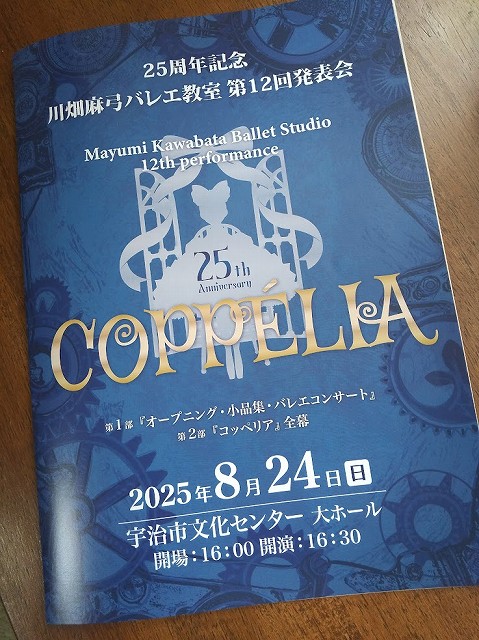 25周年記念
川畑麻弓バレエ教室 第12回発表会
Mayumi Kawabata Ballet Studio
12th performance
25th
Anniversary
COPPÉLIA
第1部『オープニング・小品集・バレエコンサート』
第2部『コッペリア』全幕
2025年8月24日日
宇治市文化センター 大ホール
開場:16:00 開演:16:30